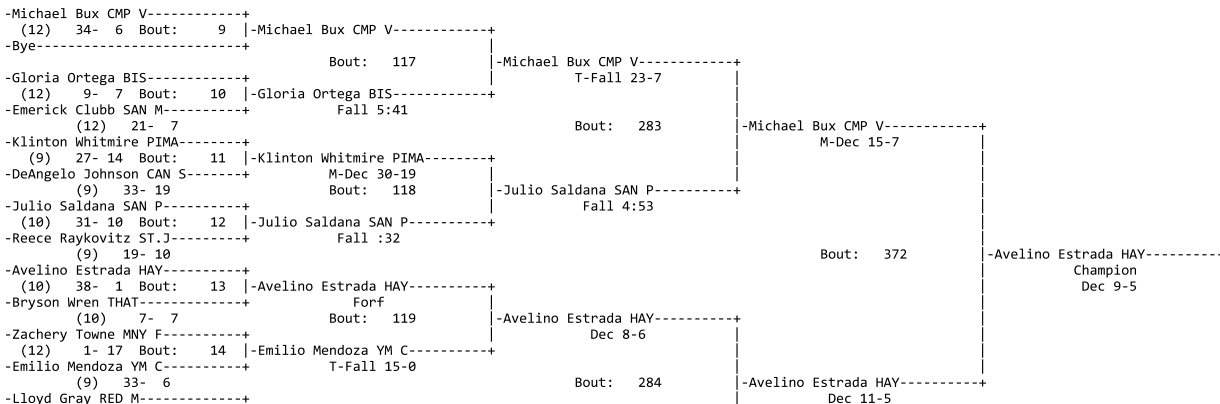 -Michael Bux CMP V-----------+
(12)   34-  6  Bout:     9  |-Michael Bux CMP V------------+
-Bye--------------------------+                              |
Bout:   117          |-Michael Bux CMP V------------+
-Gloria Ortega BIS------------+                              |          T-Fall 23-7         |
(12)    9-  7  Bout:    10  |-Gloria Ortega BIS------------+                              |
-Emerick Clubb SAN M----------+           Fall 5:41                                         |
(12)   21-  7                                               Bout:   283          |-Michael Bux CMP V------------+
-Klinton Whitmire PIMA--------+                                                             |          M-Dec 15-7          |
(9)   27- 14  Bout:    11  |-Klinton Whitmire PIMA--------+                              |                              |
-DeAngelo Johnson CAN S-------+          M-Dec 30-19         |                              |                              |
(9)   33- 19                           Bout:   118          |-Julio Saldana SAN P----------+                              |
-Julio Saldana SAN P----------+                              |           Fall 4:53                                         |
(10)   31- 10  Bout:    12  |-Julio Saldana SAN P----------+                                                             |
-Reece Raykovitz ST.J---------+           Fall :32                                                                         |
(9)   19- 10                                                                                      Bout:   372          |-Avelino Estrada HAY----------
-Avelino Estrada HAY----------+                                                                                            |          Champion
(10)   38-  1  Bout:    13  |-Avelino Estrada HAY----------+                                                             |           Dec 9-5
-Bryson Wren THAT-------------+             Forf             |                                                             |
(10)    7-  7                          Bout:   119          |-Avelino Estrada HAY----------+                              |
-Zachery Towne MNY F----------+                              |            Dec 8-6           |                              |
(12)    1- 17  Bout:    14  |-Emilio Mendoza YM C----------+                              |                              |
-Emilio Mendoza YM C----------+          T-Fall 15-0                                        |                              |
(9)   33-  6                                               Bout:   284          |-Avelino Estrada HAY----------+
-Lloyd Gray RED M-------------+                                                             |           Dec 11-5